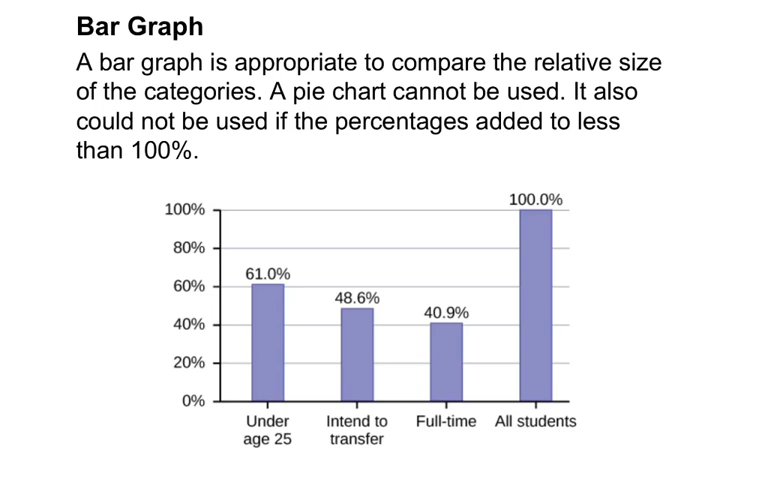 Bar Graph
A bar graph is appropriate to compare the relative size
of the categories. A pie chart cannot be used. It also
could not be used if the percentages added to less
than 100%.
100.0%
100%
80%
61.0%
60%
48.6%
40.9%
40%
20%
0%
Under
age 25
Intend to
transfer
Full-time
All students